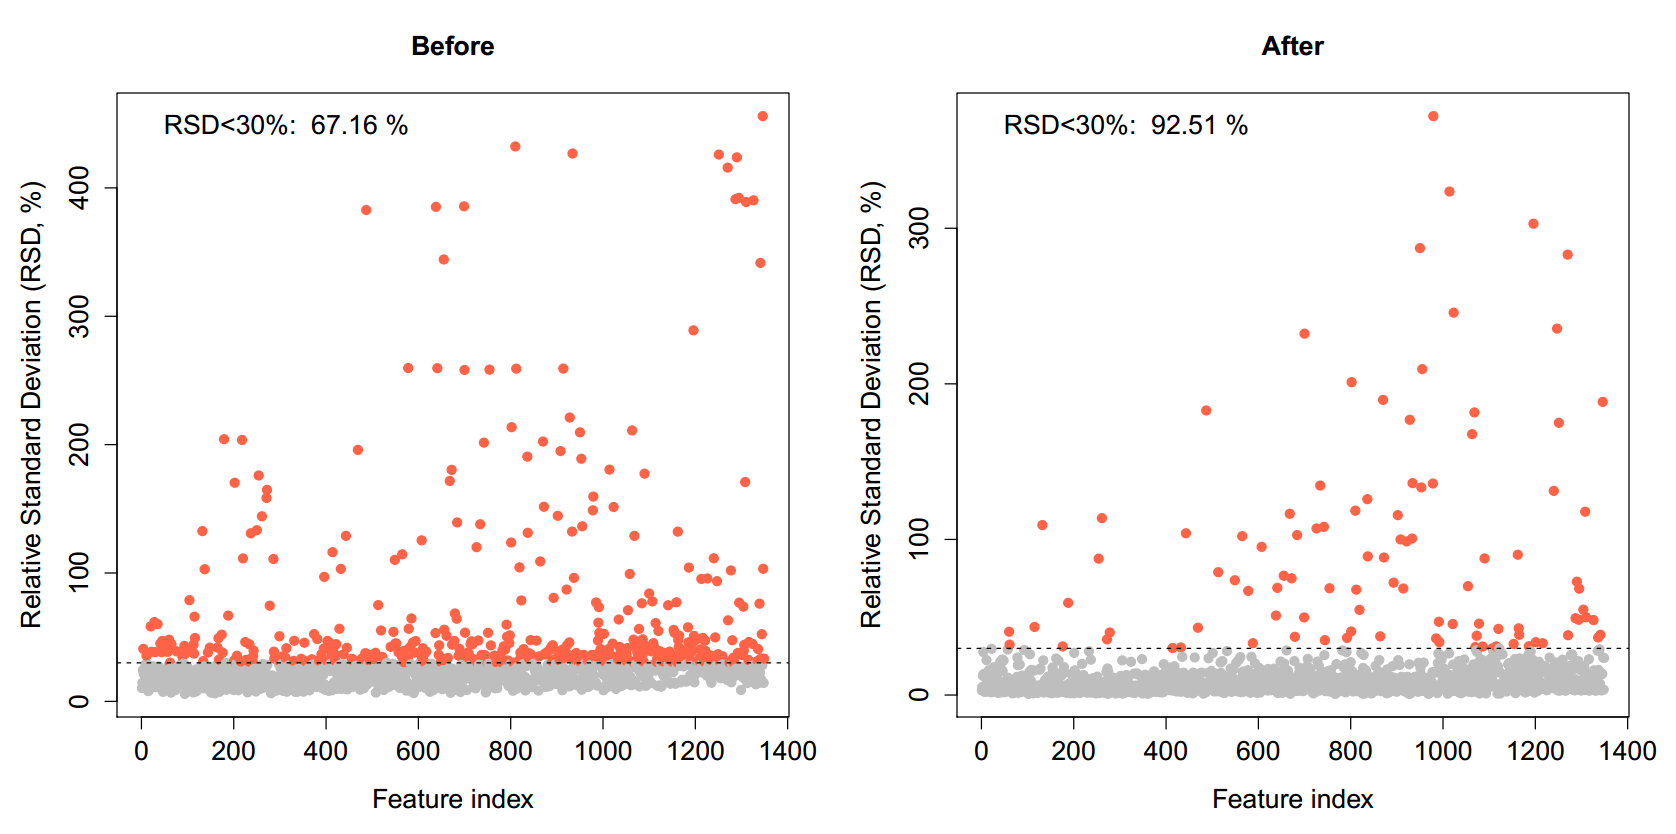 Before
RSD<30%: 67.16 %
Relative Standard Deviation (RSD, %)
400
300
200
100
0
0 200 400 600 800 1000 1200 1400
Feature index
After
RSD<30%: 92.51 %
Relative Standard Deviation (RSD, %)
300
200
100
0
0 200 400 600 800 1000 1200 1400
Feature index